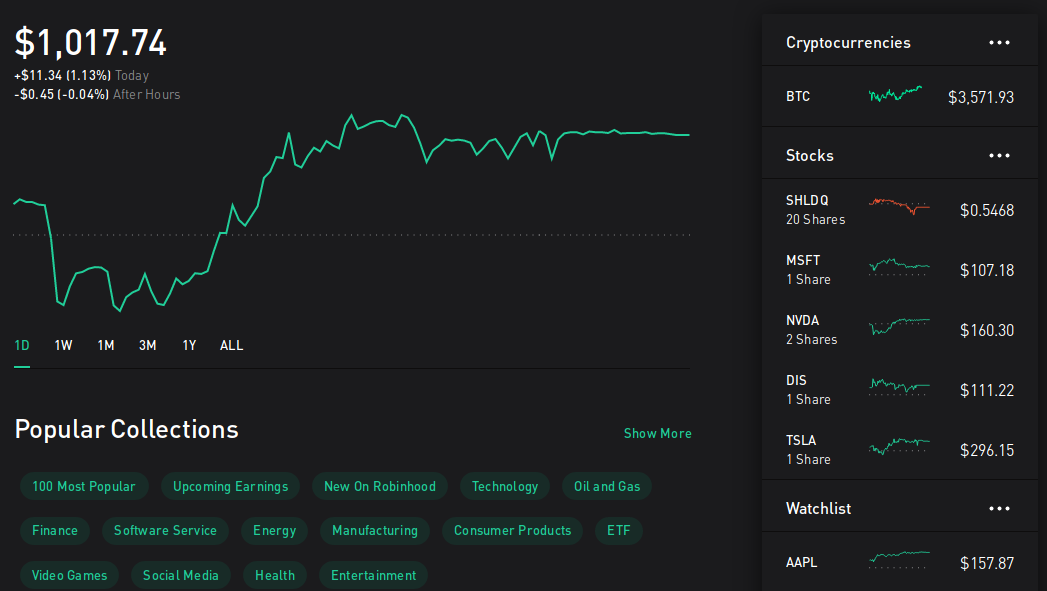 $1,017.74
+$11.34 (1.13%) Today
-$0.45 (-0.04%) After Hours
1D 1W 1M 3M 1Y ALL
Popular Collections
Show More
100 Most Popular Upcoming Earnings New On Robinhood Technology Oil and Gas
Finance Software Service Energy Manufacturing Consumer Products ETF
Video Games Social Media Health Entertainment
Cryptocurrencies
BTC $3,571.93
Stocks
SHLDQ
20 Shares
$0.5468
MSFT
1 Share
$107.18
NVDA
2 Shares
$160.30
DIS
1 Share
$111.22
TSLA
1 Share
$296.15
Watchlist
AAPL $157.87